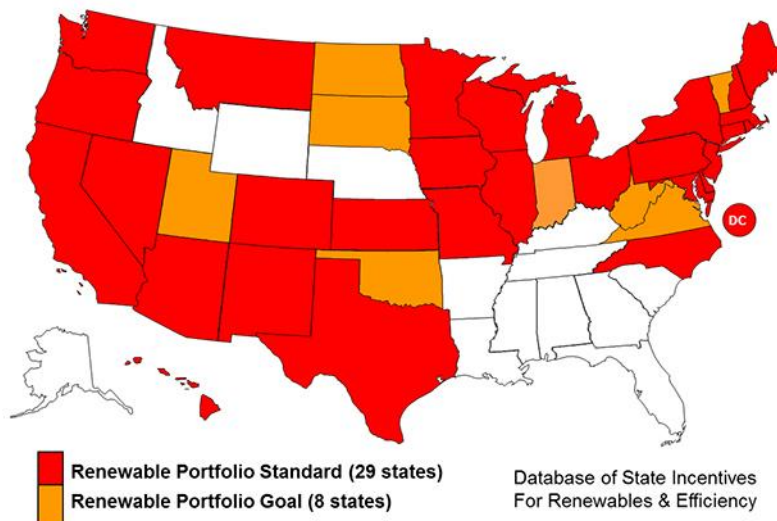 DC
Renewable Portfolio Standard (29 states)
Renewable Portfolio Goal (8 states)
Database of State Incentives
For Renewables & Efficiency